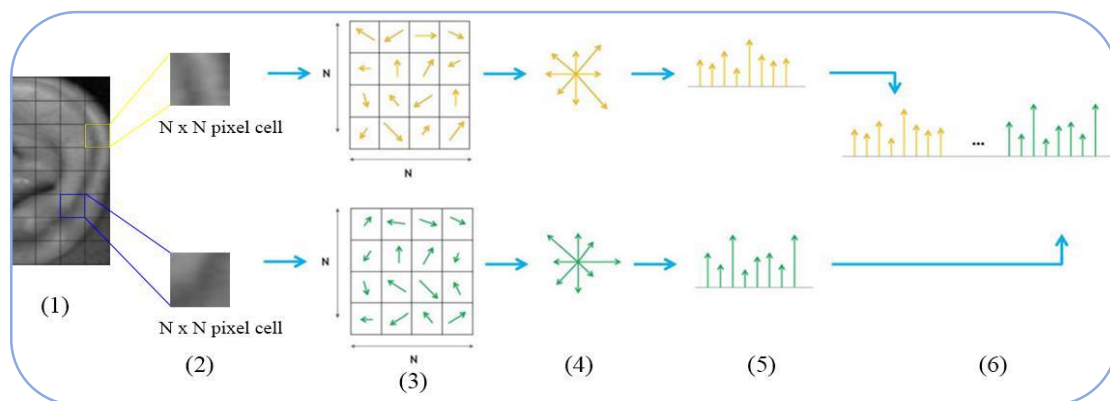 N x N pixel cell
N
N
...
(1)
N x N pixel cell
(2)
N
N
(3)
(4)
(5)
(6)